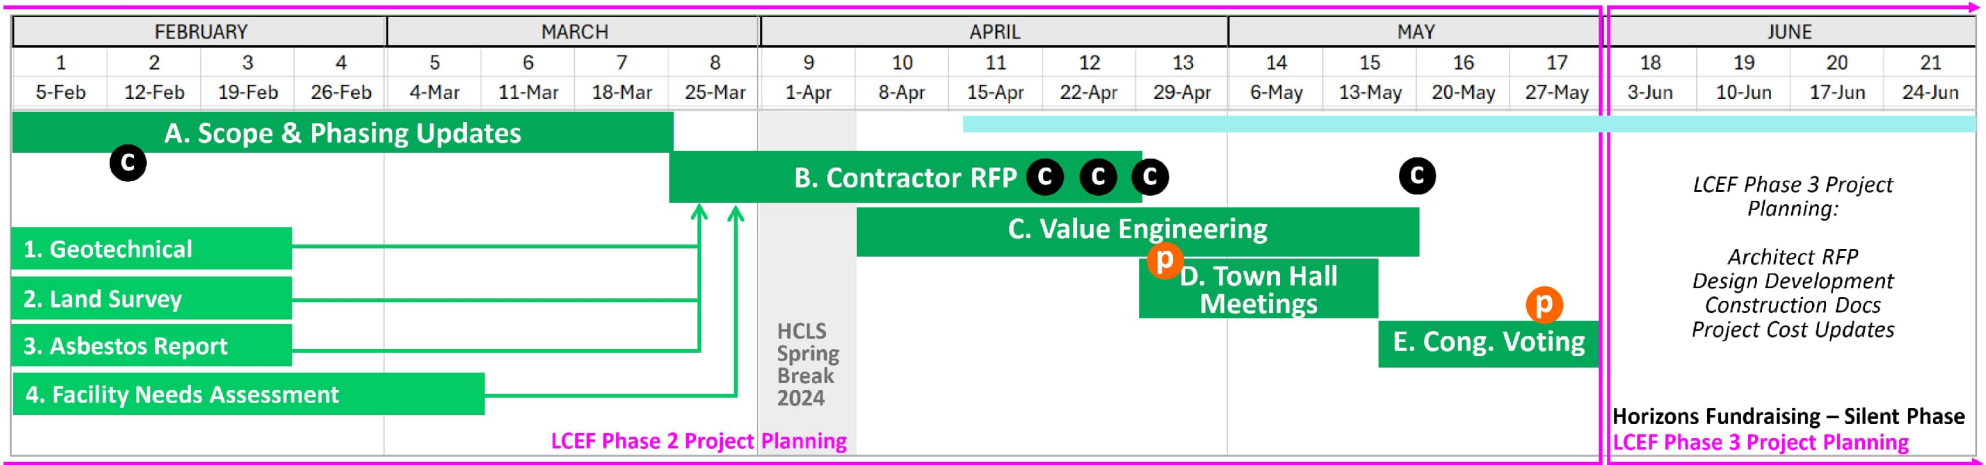 FEBRUARY MARCH APRIL MAY JUNE
1 2 3 4 5 6 7 8 9 10 11 12 13 14 15 16 17 18 19 20 21
5-Feb 12-Feb 19-Feb 26-Feb 4-Mar 11-Mar 18-Mar 25-Mar 1-Apr 8-Apr 15-Apr 22-Apr 29-Apr 6-May 13-May 20-May 27-May 3-Jun 10-Jun 17-Jun 24-Jun
A. Scope & Phasing Updates
c
B. Contractor RFP c c c c
C. Value Engineering
p
D. Town Hall
Meetings
p
E. Cong. Voting
1. Geotechnical
2. Land Survey
3. Asbestos Report
4. Facility Needs Assessment
HCLS
Spring
Break
2024
LCEF Phase 2 Project Planning
LCEF Phase 3 Project
Planning:
Architect RFP
Design Development
Construction Docs
Project Cost Updates
Horizons Fundraising – Silent Phase
LCEF Phase 3 Project Planning